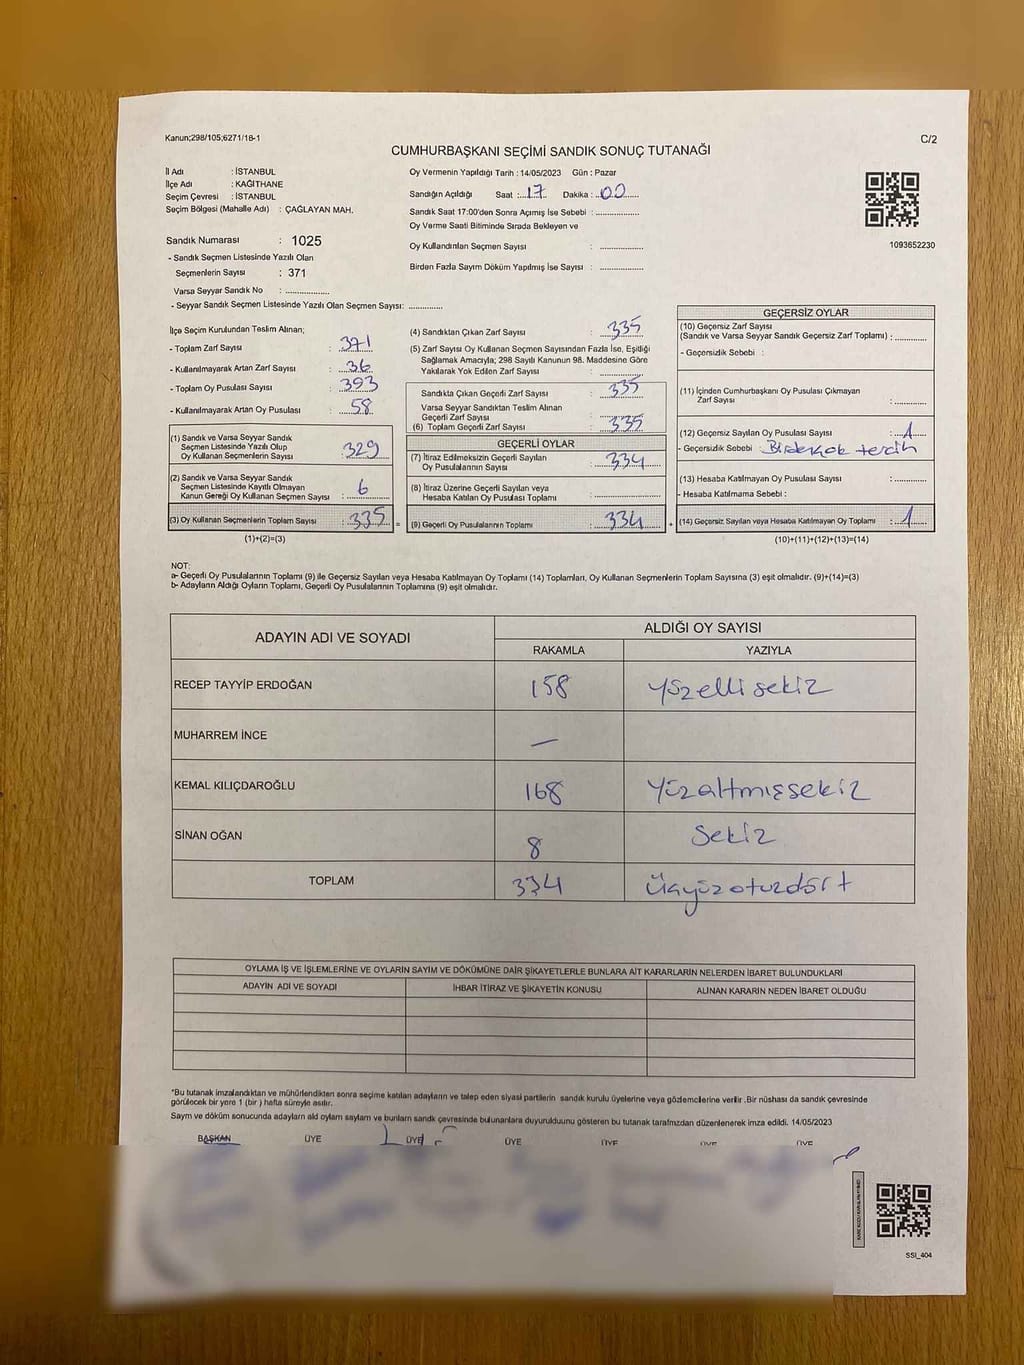 Kanun;298/105;6271/18-1
C/2
CUMHURBAŞKANI SEÇİMİ SANDIK SONUÇ TUTANAĞI
İl Adı : İSTANBUL
İlçe Adı : KAĞITHANE
Seçim Çevresi : İSTANBUL
Seçim Bölgesi (Mahalle Adı) : ÇAĞLAYAN MAH.
Sandık Numarası : 1025
- Sandık Seçmen Listesinde Yazılı Olan
Seçmenlerin Sayısı : 371
Varsa Seyyar Sandık No : ..................
- Seyyar Sandık Seçmen Listesinde Yazılı Olan Seçmen Sayısı: ..............
Oy Vermenin Yapıldığı Tarih : 14/05/2023 Gün : Pazar
Sandığın Açıldığı Saat :..17.. Dakika :..00..
Sandık Saat 17:00'den Sonra Açımış İse Sebebi : ..................
Oy Verme Saati Bitiminde Sırada Bekleyen ve
Oy Kullandırılan Seçmen Sayısı : ..................
Birden Fazla Sayım Döküm Yapılmış İse Sayısı : ..................
1093652230
İlçe Seçim Kurulundan Teslim Alınan;
- Toplam Zarf Sayısı : 371
- Kullanılmayarak Artan Zarf Sayısı : 36
- Toplam Oy Pusulası Sayısı : 393
- Kullanılmayarak Artan Oy Pusulası : 58
(1) Sandık ve Varsa Seyyar Sandık
Seçmen Listesinde Yazılı Olup
Oy Kullanan Seçmenlerin Sayısı : 329
(2) Sandık ve Varsa Seyyar Sandık
Seçmen Listesinde Kayıtlı Olmayan
Kanun Gereği Oy Kullanan Seçmen Sayısı : 6
(3) Oy Kullanan Seçmenlerin Toplam Sayısı : 335 =
(1)+(2)=(3)
(4) Sandıktan Çıkan Zarf Sayısı : 335
(5) Zarf Sayısı Oy Kullanan Seçmen Sayısından Fazla İse, Eşitliği
Sağlamak Amacıyla; 298 Sayılı Kanunun 98. Maddesine Göre
Yakılarak Yok Edilen Zarf Sayısı : ..................
Sandıkta Çıkan Geçerli Zarf Sayısı : 335
Varsa Seyyar Sandıktan Teslim Alınan
Geçerli Zarf Sayısı : ..................
(6) Toplam Geçerli Zarf Sayısı : 335
GEÇERLİ OYLAR
(7) İtiraz Edilmeksizin Geçerli Sayılan
Oy Pusulalarının Sayısı : 334
(8) İtiraz Üzerine Geçerli Sayılan veya
Hesaba Katılan Oy Pusulası Toplamı : ..................
(9) Geçerli Oy Pusulalarının Toplamı : 334 +
GEÇERSİZ OYLAR
(10) Geçersiz Zarf Sayısı
(Sandık ve Varsa Seyyar Sandık Geçersiz Zarf Toplamı) : ............
- Geçersizlik Sebebi :
(11) İçinden Cumhurbaşkanı Oy Pusulası Çıkmayan
Zarf Sayısı : ............
(12) Geçersiz Sayılan Oy Pusulası Sayısı : 1
- Geçersizlik Sebebi : Birdençok tercih
(13) Hesaba Katılmayan Oy Pusulası Sayısı : ............
- Hesaba Katılmama Sebebi :
(14) Geçersiz Sayılan veya Hesaba Katılmayan Oy Toplamı : 1
(10)+(11)+(12)+(13)=(14)
NOT:
a- Geçerli Oy Pusulalarının Toplamı (9) ile Geçersiz Sayılan veya Hesaba Katılmayan Oy Toplamı (14) Toplamları, Oy Kullanan Seçmenlerin Toplam Sayısına (3) eşit olmalıdır. (9)+(14)=(3)
b- Adayların Aldığı Oyların Toplamı, Geçerli Oy Pusulalarının Toplamına (9) eşit olmalıdır.
ADAYIN ADI VE SOYADI ALDIĞI OY SAYISI
RAKAMLA YAZIYLA
RECEP TAYYİP ERDOĞAN 158 yüzellisekiz
MUHARREM İNCE —
KEMAL KILIÇDAROĞLU 168 Yüzaltmışsekiz
SİNAN OĞAN 8 Sekiz
TOPLAM 334 Üçyüzotuzdört
OYLAMA İŞ VE İŞLEMLERİNE VE OYLARIN SAYIM VE DÖKÜMÜNE DAİR ŞİKAYETLERLE BUNLARA AİT KARARLARIN NELERDEN İBARET BULUNDUKLARI
ADAYIN ADI VE SOYADI İHBAR İTİRAZ VE ŞİKAYETİN KONUSU ALINAN KARARIN NEDEN İBARET OLDUĞU
*Bu tutanak imzalandıktan ve mühürlendikten sonra seçime katılan adayların ve talep eden siyasi partilerin sandık kurulu üyelerine veya gözlemcilerine verilir .Bir nüshası da sandık çevresinde
görülecek bir yere 1 (bir ) hafta süreyle asılır.
Sayım ve döküm sonucunda adayların aldı oyların sayılarını ve bunların sandık çevresinde bulunanlara duyurulduunu gösteren bu tutanak tarafımızdan düzenlenerek imza edildi. 14/05/2023
BAŞKAN ÜYE ÜYE ÜYE ÜYE ÜYE ÜYE
SSI_404